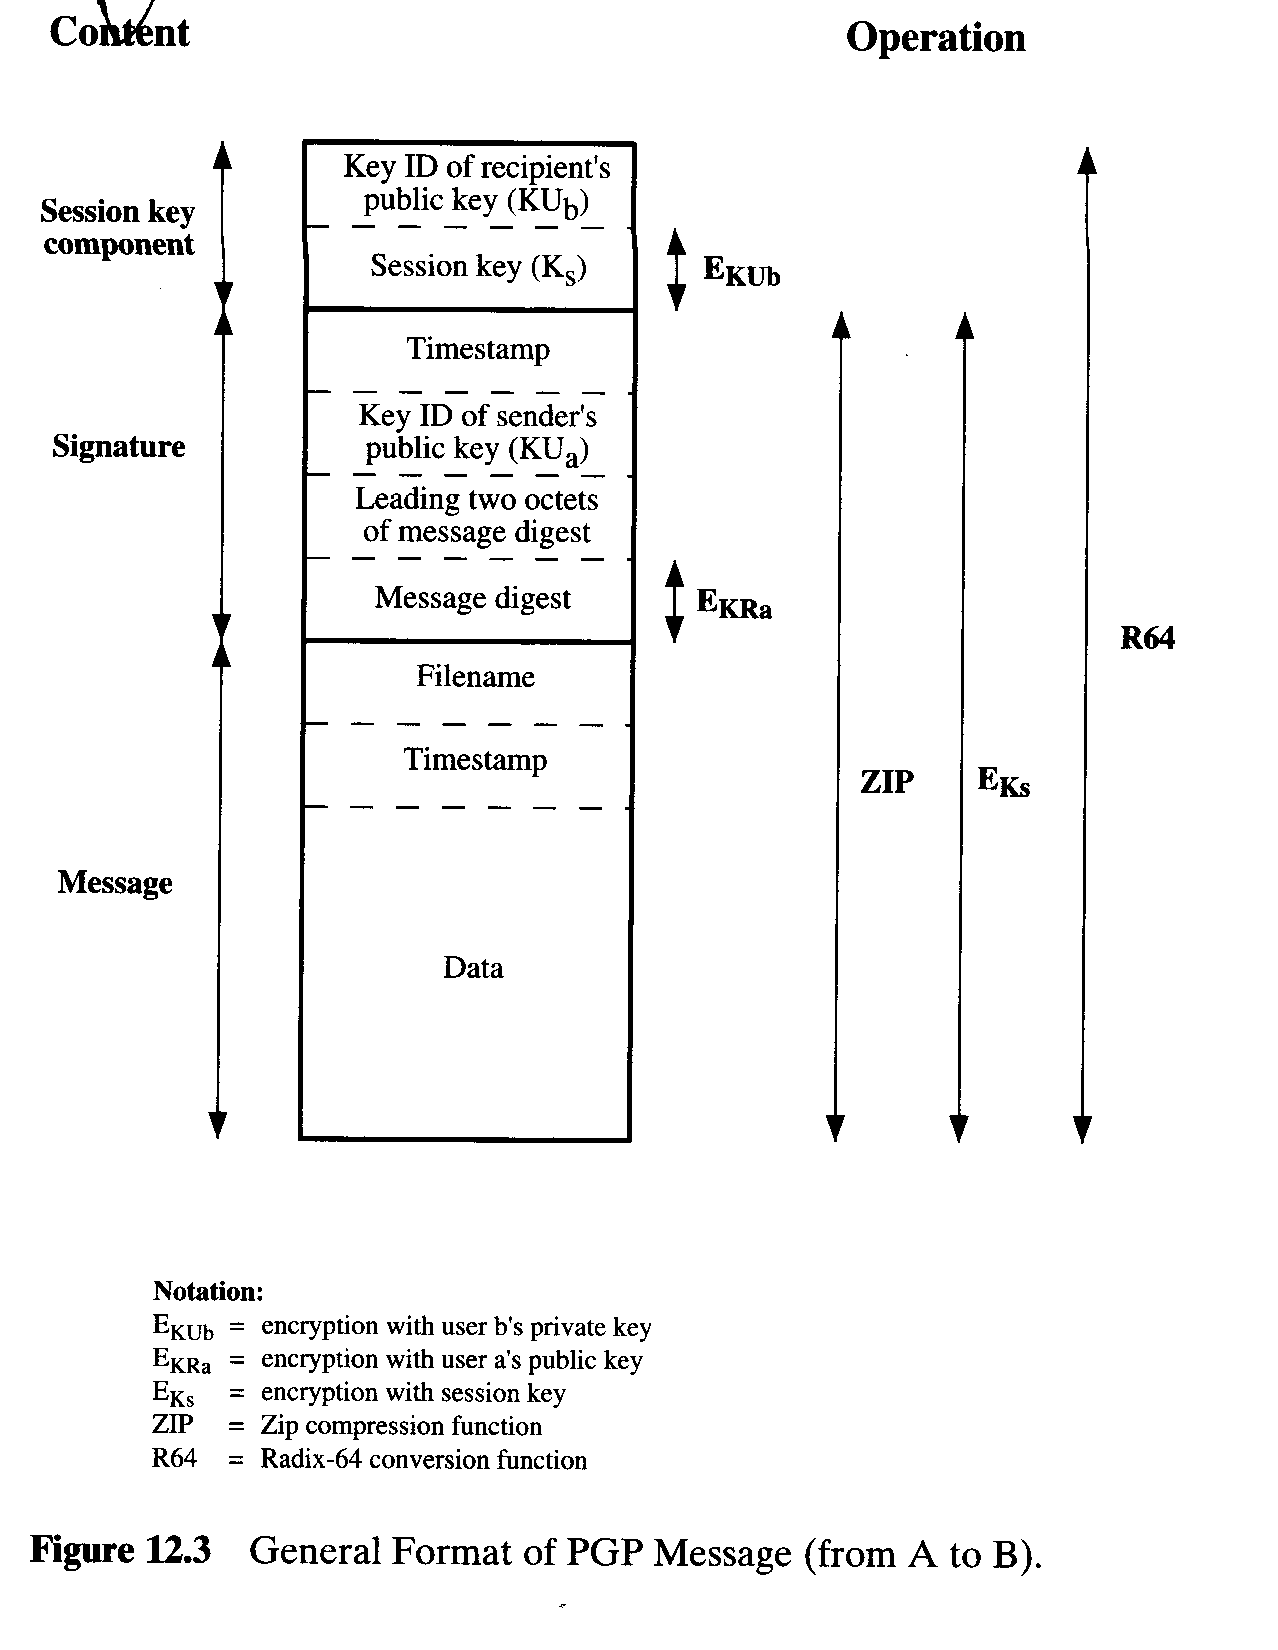 Content
Operation
Key ID of recipient's
public key (KUb)
Session key
component
Session key (Ks)
EKUb
Timestamp
Key ID of sender's
public key (KUa)
Signature
Leading two octets
of message digest
Message digest
EKRa
R64
Filename
Timestamp
ZIP
EKs
Message
Data
Notation:
EKUb = encryption with user b's private key
EKRa = encryption with user a's public key
EKs = encryption with session key
ZIP = Zip compression function
R64 = Radix-64 conversion function
Figure 12.3 General Format of PGP Message (from A to B).